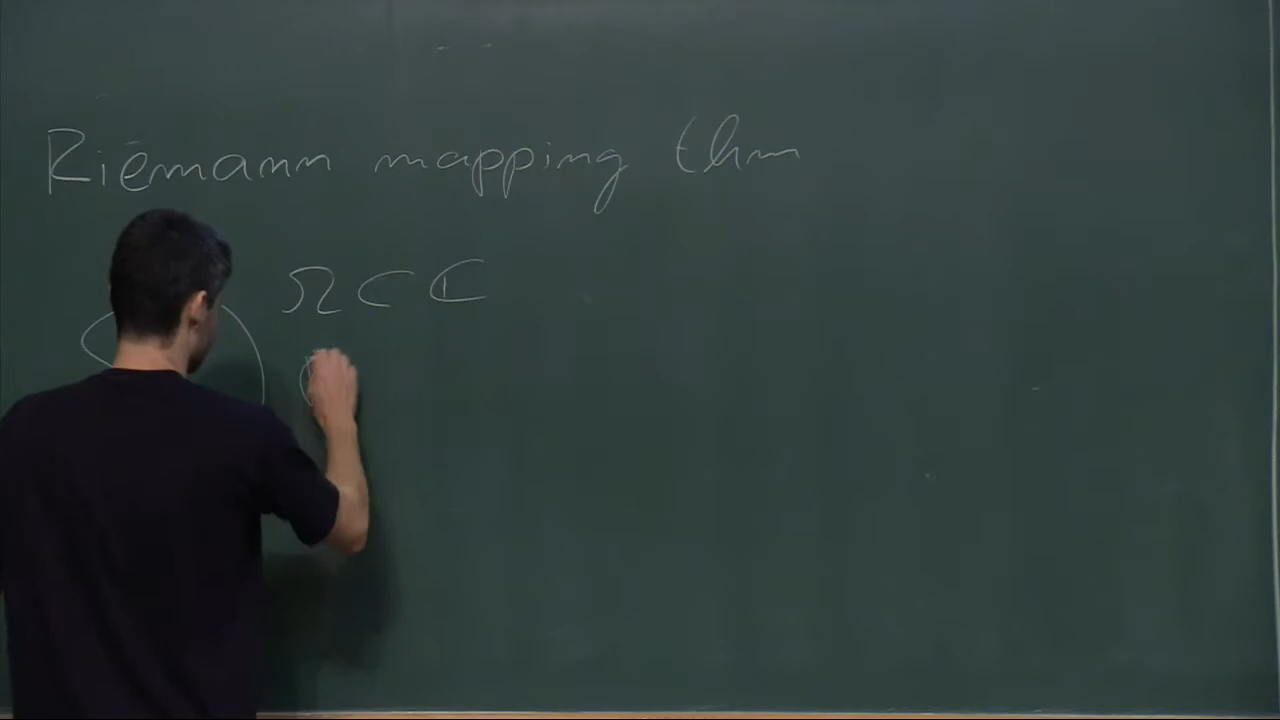 Riemann mapping thm
Ω ⊂ ℂ